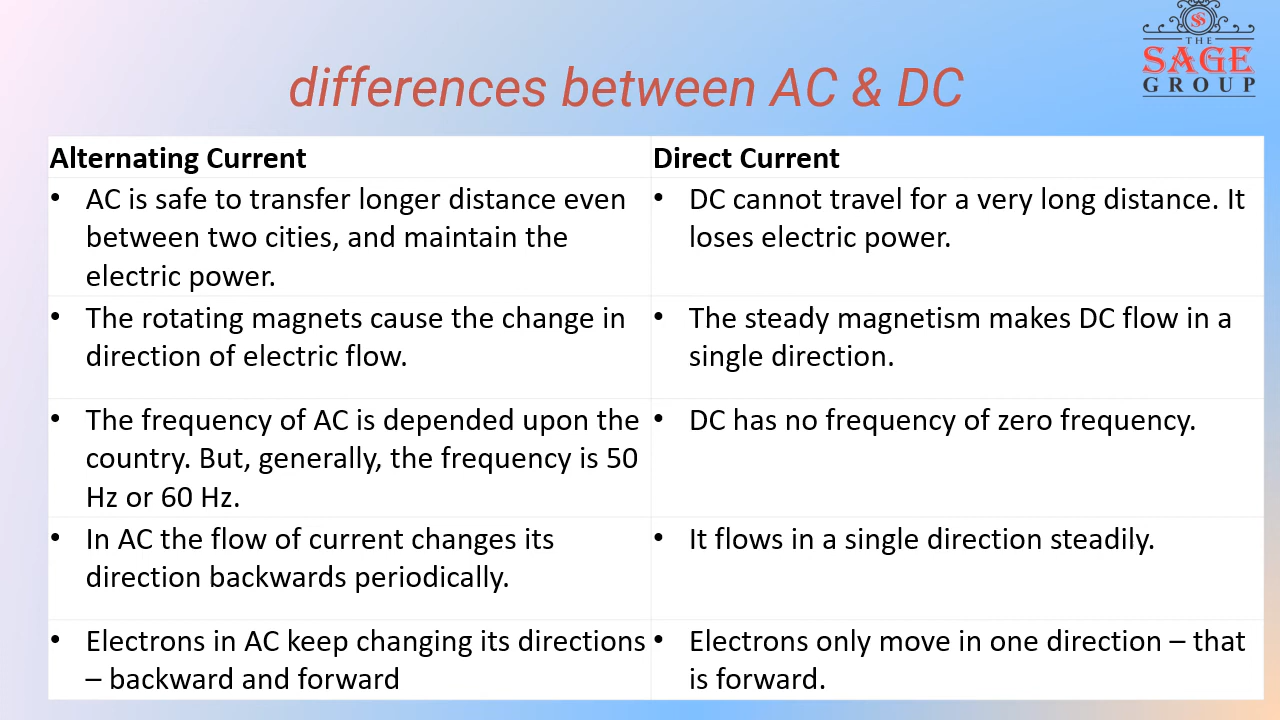 THE
SAGE
GROUP
differences between AC & DC
Alternating Current
Direct Current
• AC is safe to transfer longer distance even
between two cities, and maintain the
electric power.
• DC cannot travel for a very long distance. It
loses electric power.
• The rotating magnets cause the change in
direction of electric flow.
• The steady magnetism makes DC flow in a
single direction.
• The frequency of AC is depended upon the
country. But, generally, the frequency is 50
Hz or 60 Hz.
• DC has no frequency of zero frequency.
• In AC the flow of current changes its
direction backwards periodically.
• It flows in a single direction steadily.
• Electrons in AC keep changing its directions
– backward and forward
• Electrons only move in one direction – that
is forward.